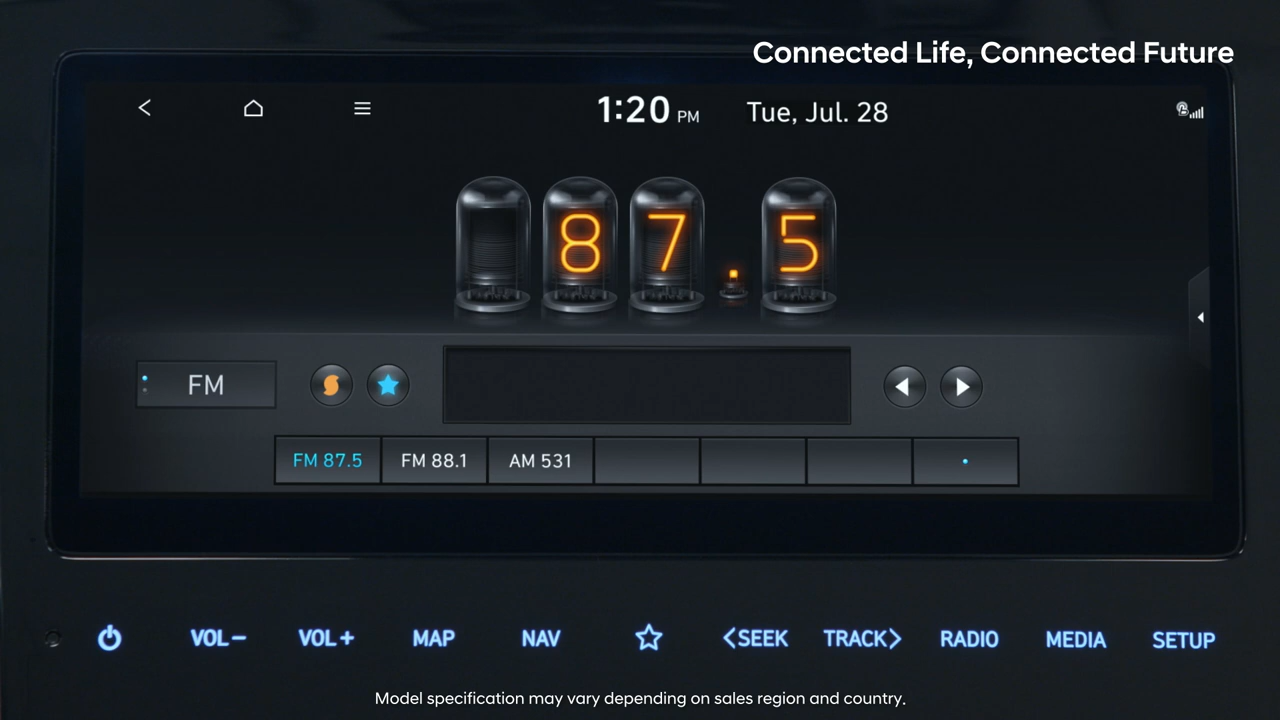 Connected Life, Connected Future
1:20 PM Tue, Jul. 28
87.5
FM
FM 87.5 FM 88.1 AM 531
VOL− VOL+ MAP NAV <SEEK TRACK> RADIO MEDIA SETUP
Model specification may vary depending on sales region and country.